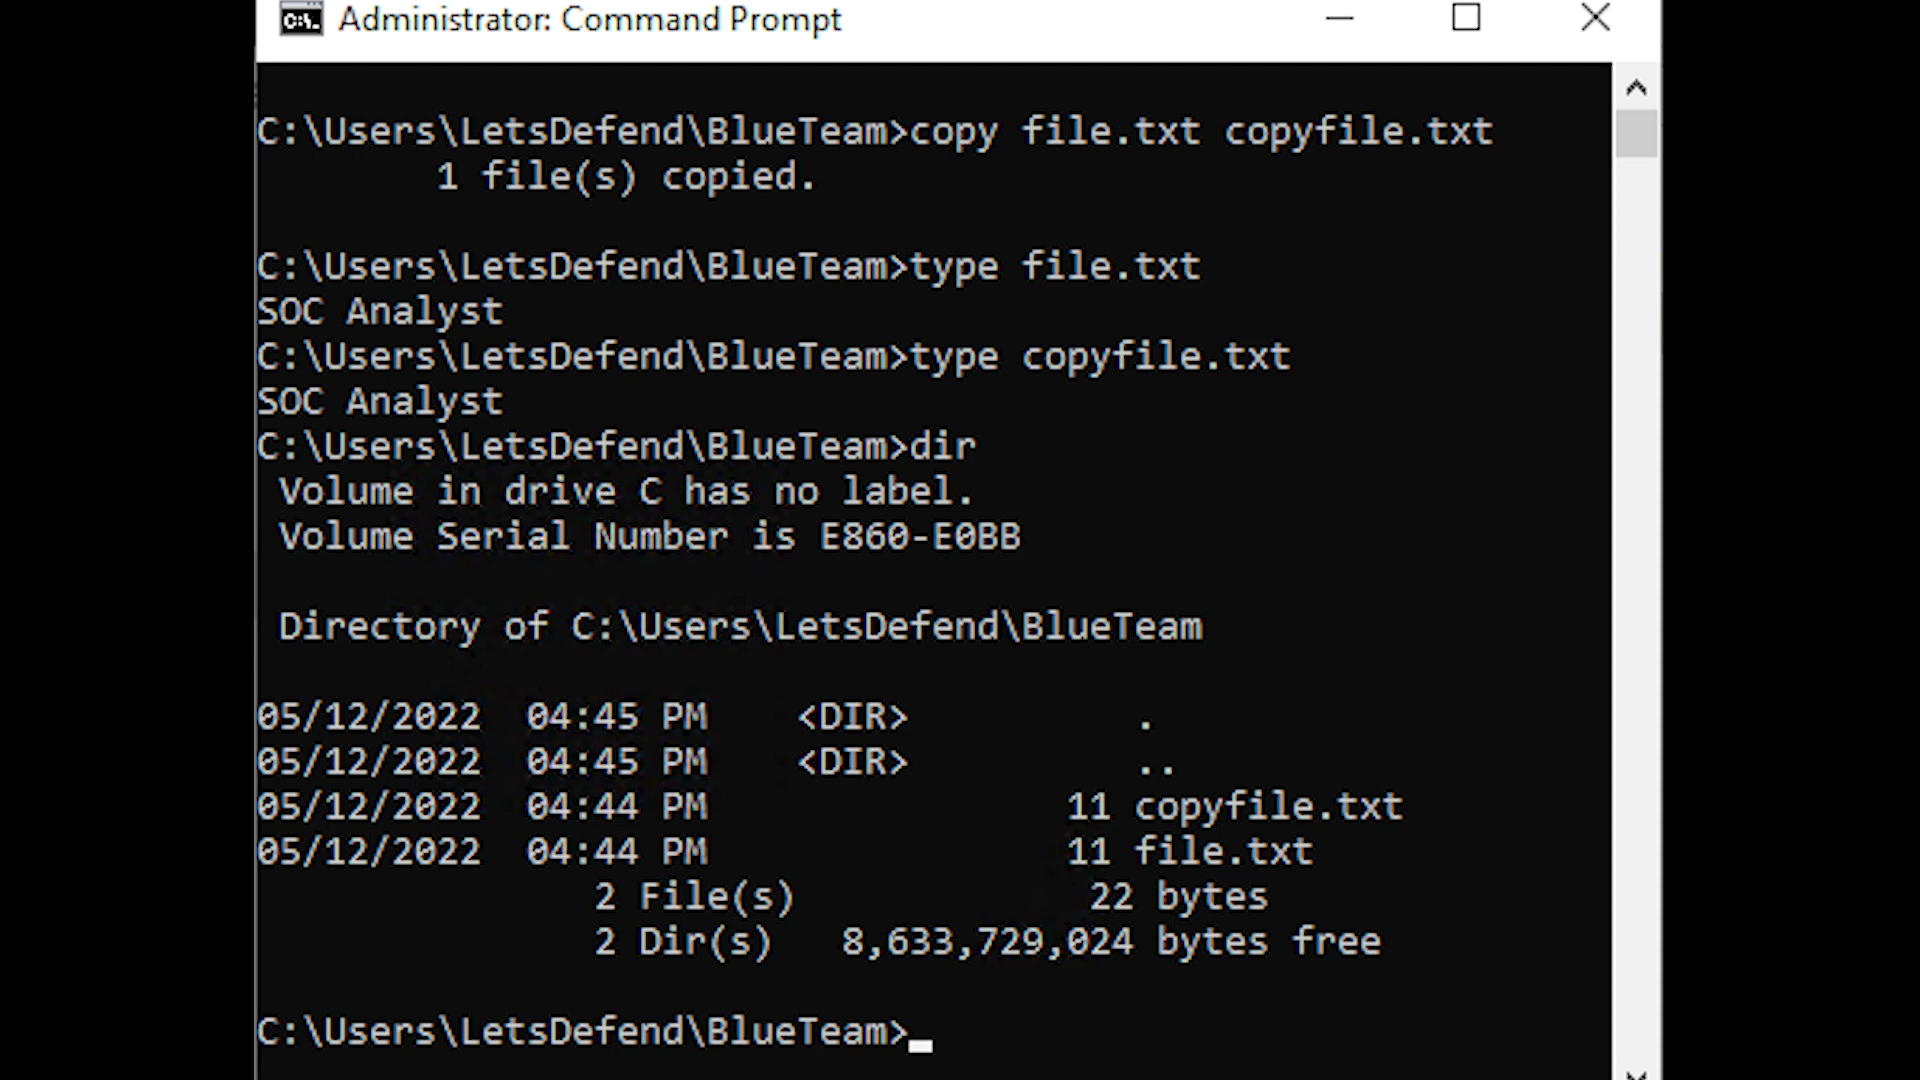 Administrator: Command Prompt
C:\Users\LetsDefend\BlueTeam>copy file.txt copyfile.txt
        1 file(s) copied.
C:\Users\LetsDefend\BlueTeam>type file.txt
SOC Analyst
C:\Users\LetsDefend\BlueTeam>type copyfile.txt
SOC Analyst
C:\Users\LetsDefend\BlueTeam>dir
 Volume in drive C has no label.
 Volume Serial Number is E860-E0BB
 Directory of C:\Users\LetsDefend\BlueTeam
05/12/2022  04:45 PM    <DIR>          .
05/12/2022  04:45 PM    <DIR>          ..
05/12/2022  04:44 PM                11 copyfile.txt
05/12/2022  04:44 PM                11 file.txt
               2 File(s)             22 bytes
               2 Dir(s)   8,633,729,024 bytes free
C:\Users\LetsDefend\BlueTeam>